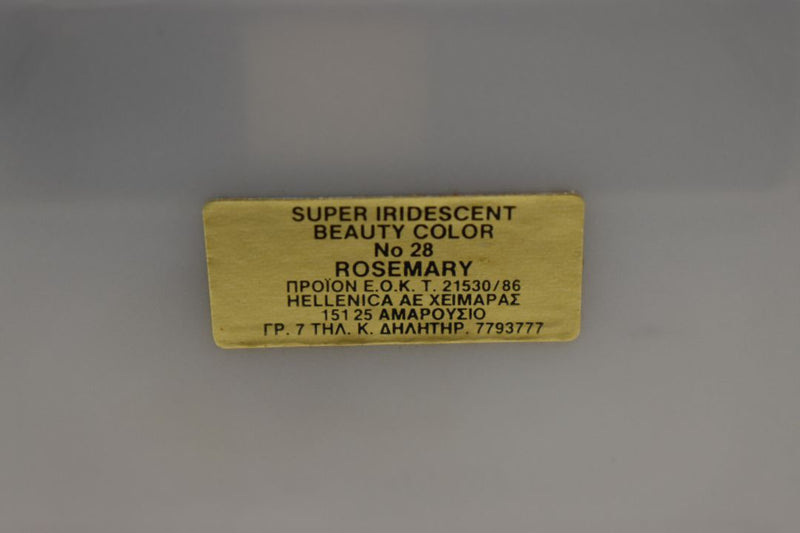 SUPER IRIDESCENT
BEAUTY COLOR
No 28
ROSEMARY
ΠΡΟΪΟΝ Ε.Ο.Κ. Τ. 21530/86
HELLENICA AE ΧΕΙΜΑΡΑΣ
151 25 ΑΜΑΡΟΥΣΙΟ
ΓΡ. 7 ΤΗΛ. Κ. ΔΗΛΗΤΗΡ. 7793777